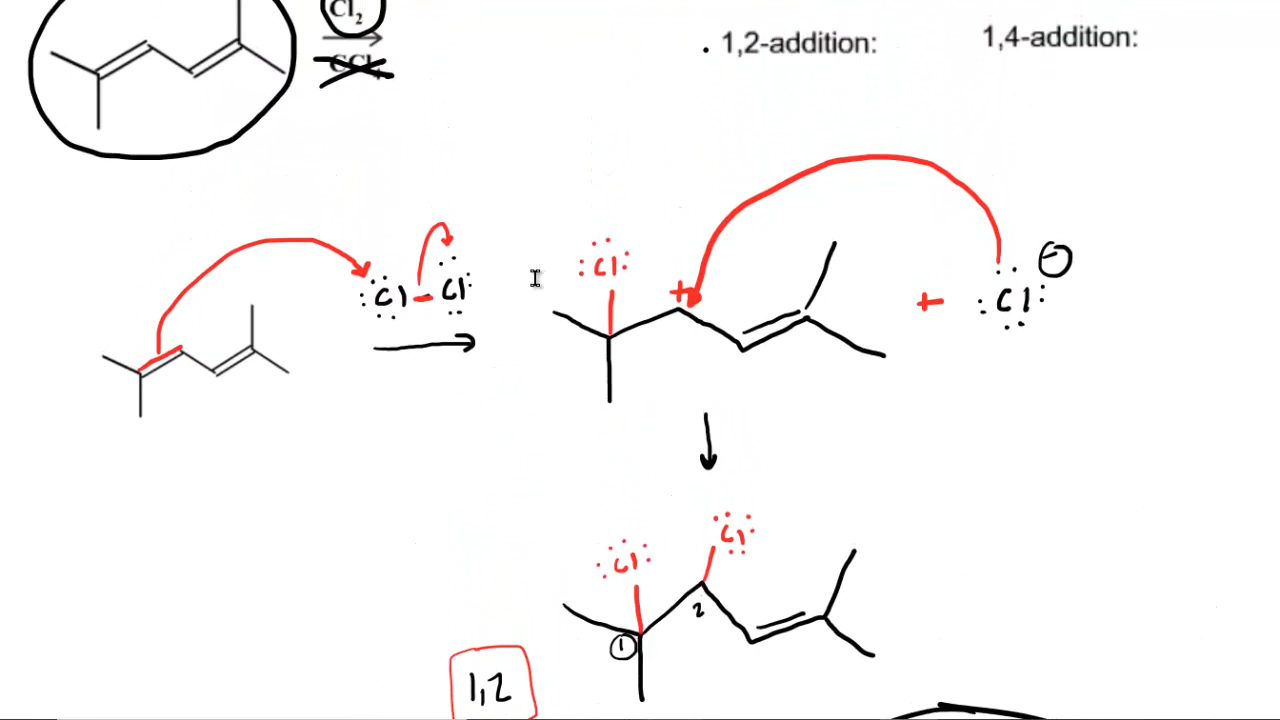 Cl₂
CCl₄
. 1,2-addition:
1,4-addition:
Cl – Cl
Cl
+
+ Cl ⊖
Cl
Cl
1
2
1,2